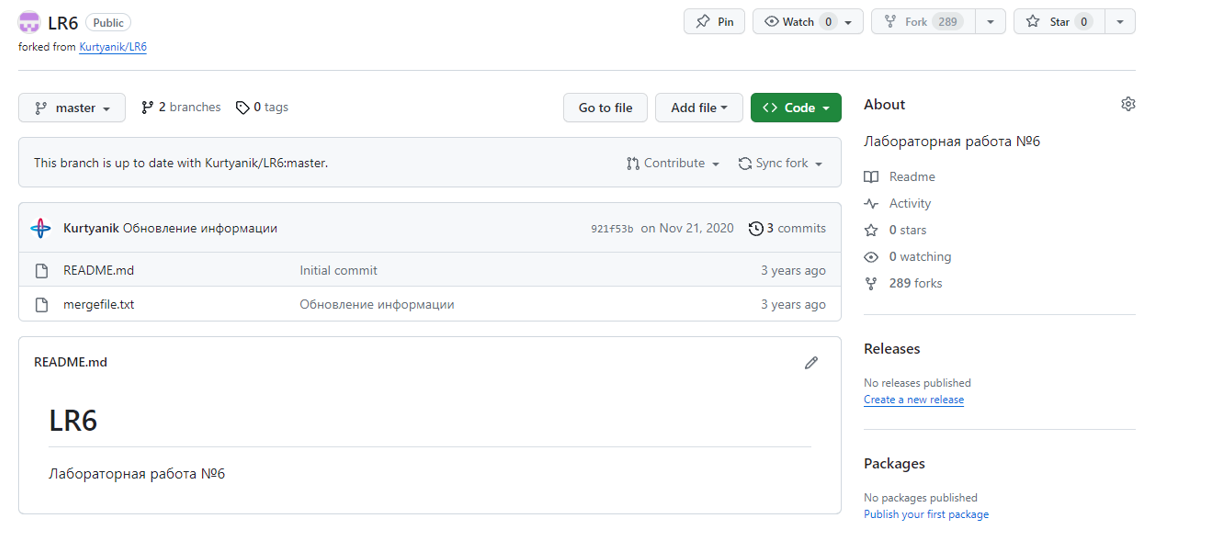 LR6 Public Pin Watch 0 Fork 289 Star 0
forked from Kurtyanik/LR6
master 2 branches 0 tags Go to file Add file Code
This branch is up to date with Kurtyanik/LR6:master. Contribute Sync fork
Kurtyanik Обновление информации 921f53b on Nov 21, 2020 3 commits
README.md Initial commit 3 years ago
mergefile.txt Обновление информации 3 years ago
README.md
LR6
Лабораторная работа №6
About
Лабораторная работа №6
Readme
Activity
0 stars
0 watching
289 forks
Releases
No releases published
Create a new release
Packages
No packages published
Publish your first package